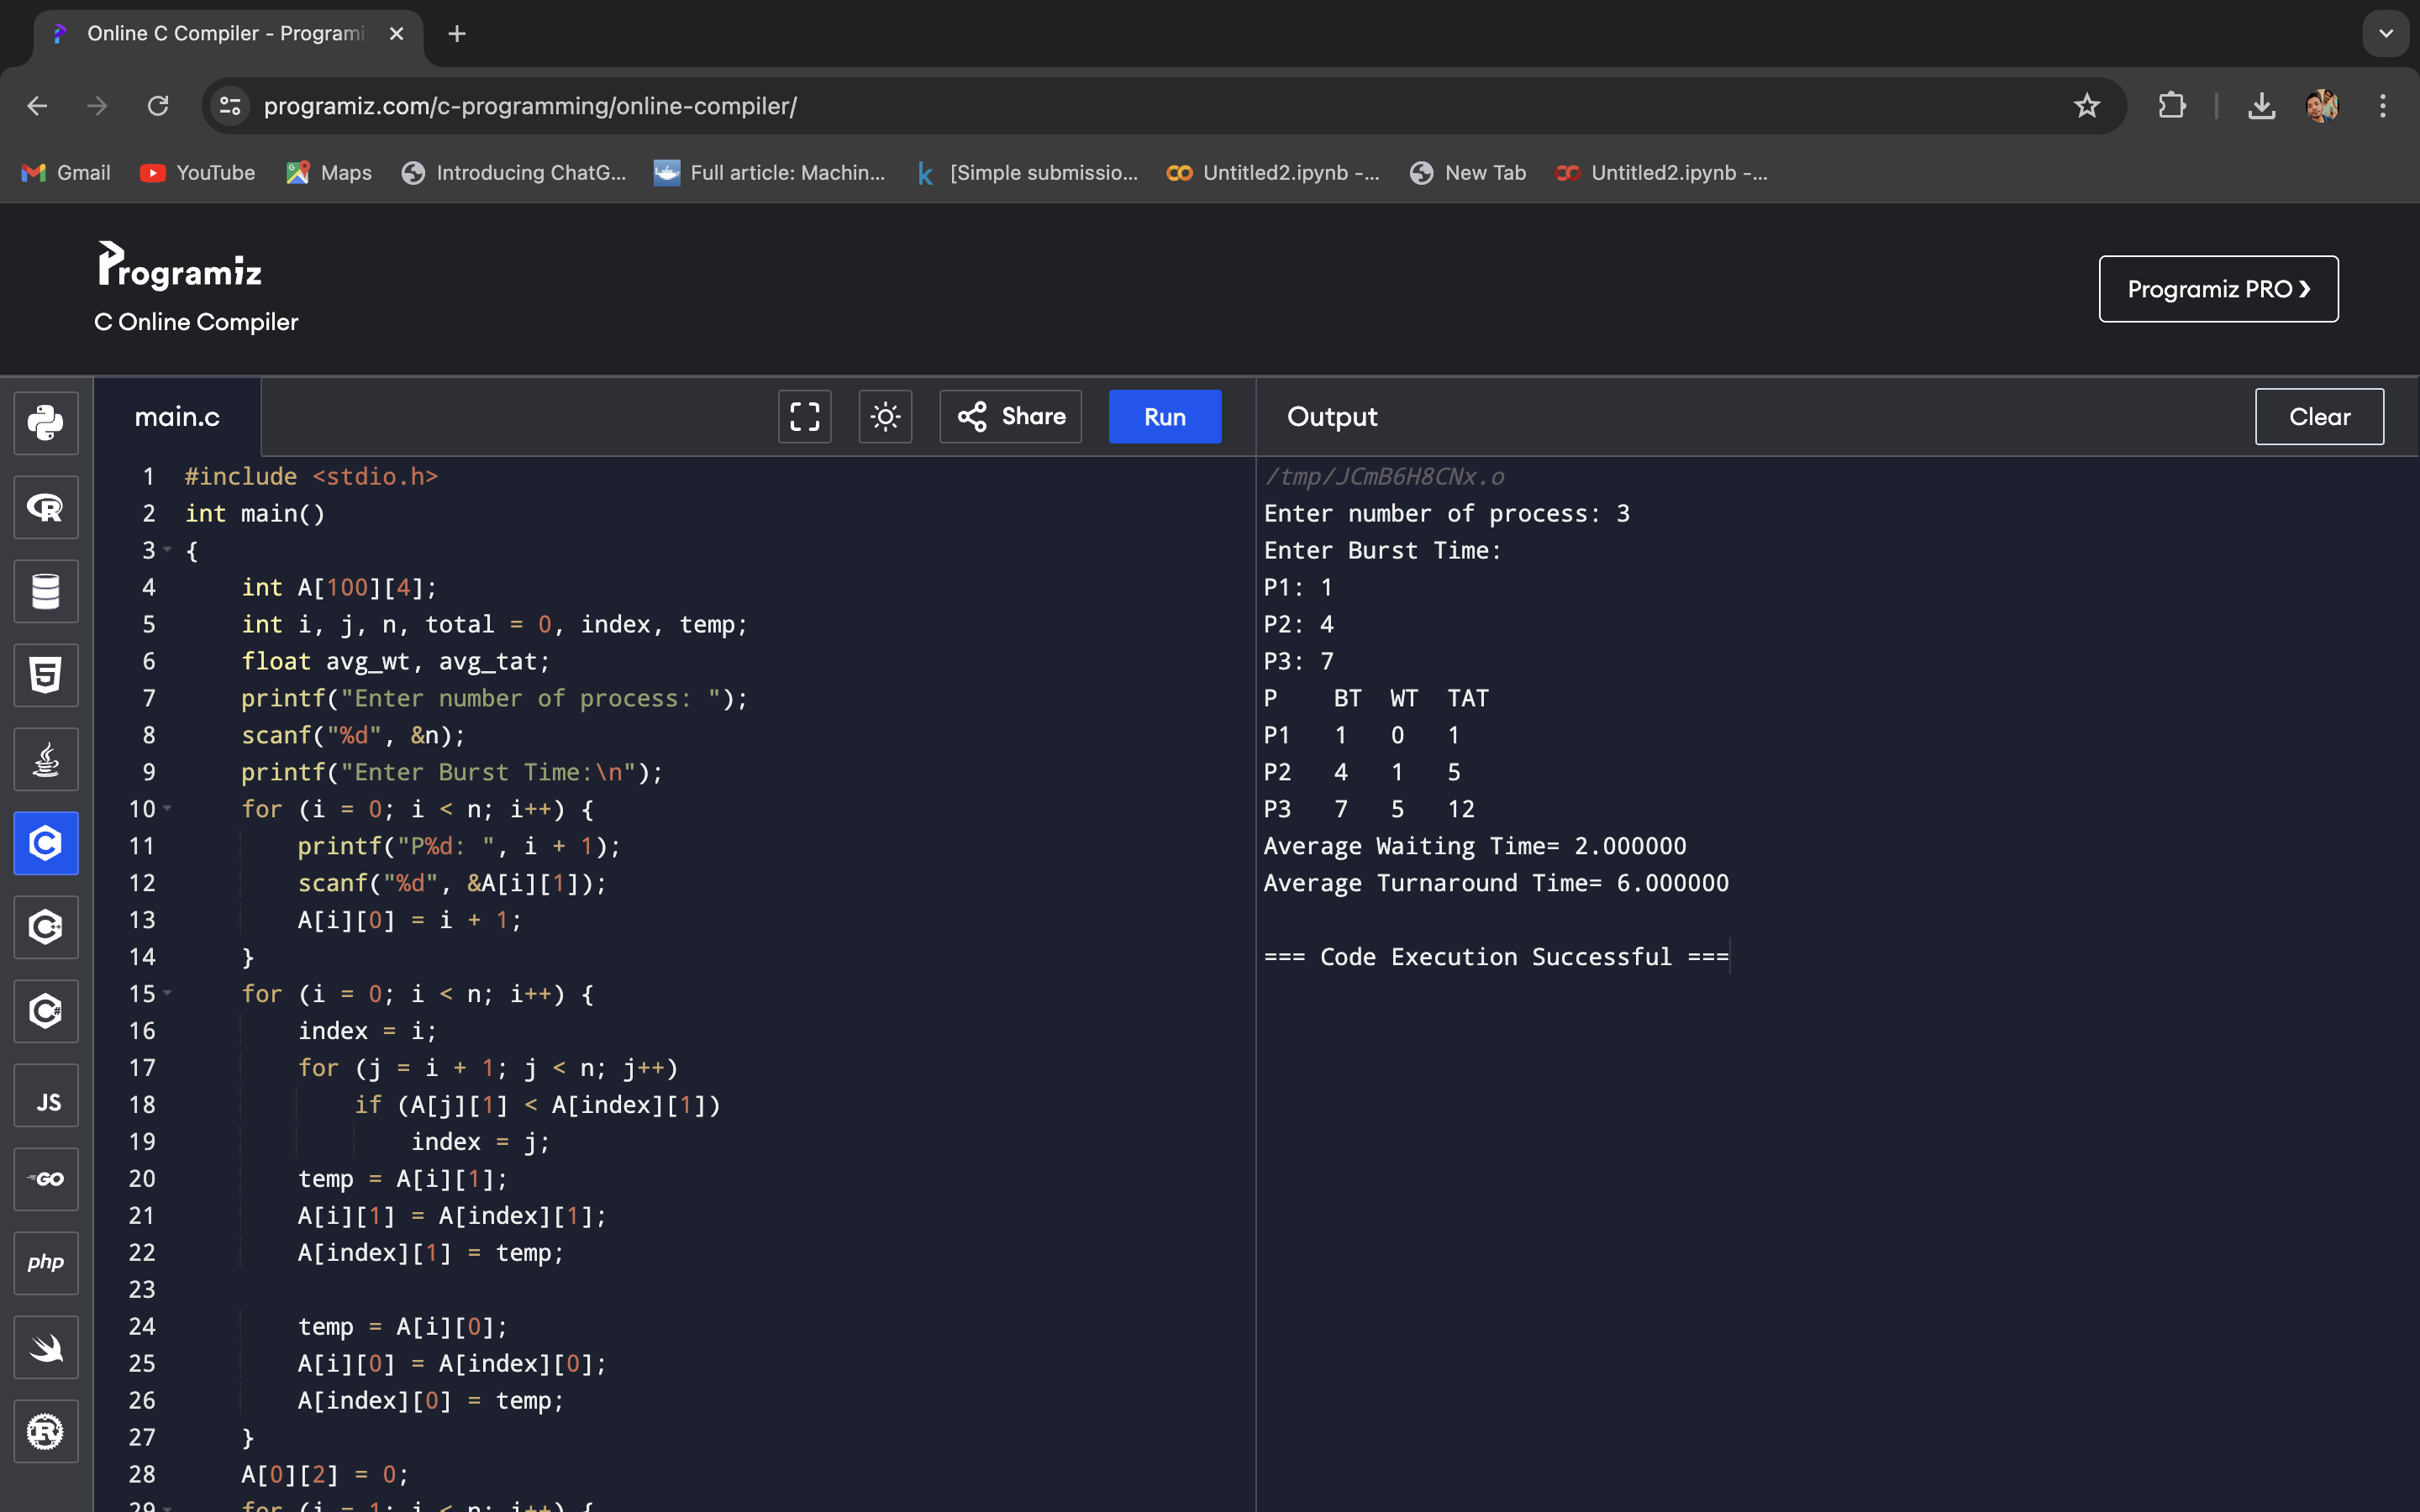 Online C Compiler - Programi
programiz.com/c-programming/online-compiler/
Gmail
YouTube
Maps
Introducing ChatG...
Full article: Machin...
[Simple submissio...
Untitled2.ipynb -...
New Tab
Untitled2.ipynb -...
Programiz
C Online Compiler
Programiz PRO ❯
main.c
Share
Run
Output
Clear
JS
GO
php
1 #include <stdio.h>
2 int main()
3 {
4     int A[100][4];
5     int i, j, n, total = 0, index, temp;
6     float avg_wt, avg_tat;
7     printf("Enter number of process: ");
8     scanf("%d", &n);
9     printf("Enter Burst Time:\n");
10     for (i = 0; i < n; i++) {
11         printf("P%d: ", i + 1);
12         scanf("%d", &A[i][1]);
13         A[i][0] = i + 1;
14     }
15     for (i = 0; i < n; i++) {
16         index = i;
17         for (j = i + 1; j < n; j++)
18             if (A[j][1] < A[index][1])
19                 index = j;
20         temp = A[i][1];
21         A[i][1] = A[index][1];
22         A[index][1] = temp;
23
24         temp = A[i][0];
25         A[i][0] = A[index][0];
26         A[index][0] = temp;
27     }
28     A[0][2] = 0;
29     for (i = 1; i < n; i++) {
/tmp/JCmB6H8CNx.o
Enter number of process: 3
Enter Burst Time:
P1: 1
P2: 4
P3: 7
P    BT  WT  TAT
P1   1   0   1
P2   4   1   5
P3   7   5   12
Average Waiting Time= 2.000000
Average Turnaround Time= 6.000000
=== Code Execution Successful ===